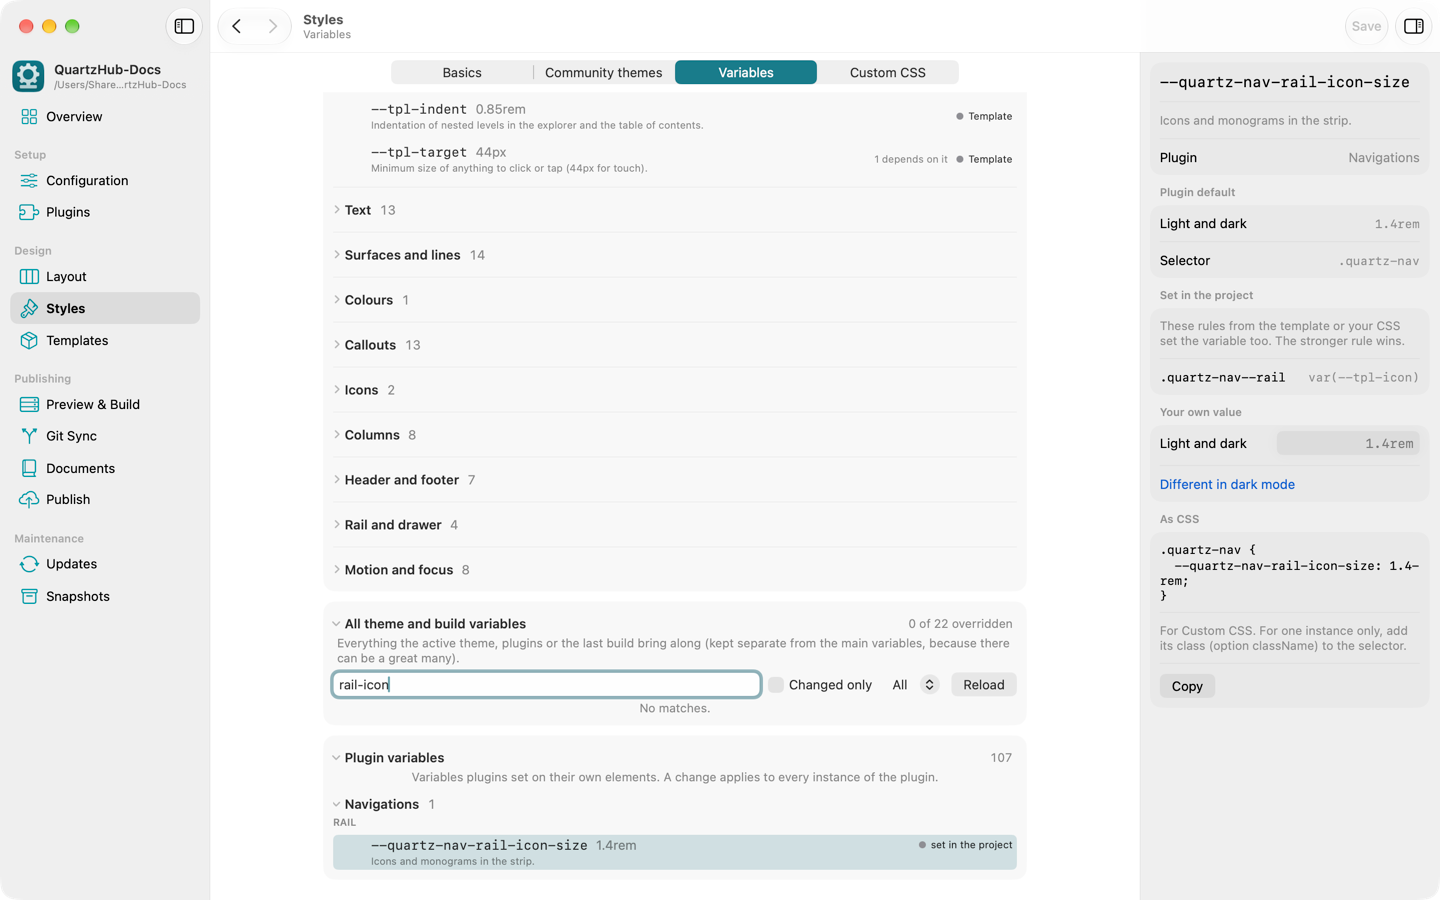 Styles
Variables
Save
QuartzHub-Docs
/Users/Share...rtzHub-Docs
Overview
Setup
Configuration
Plugins
Design
Layout
Styles
Templates
Publishing
Preview & Build
Git Sync
Documents
Publish
Maintenance
Updates
Snapshots
Basics
Community themes
Variables
Custom CSS
--tpl-indent 0.85rem
Indentation of nested levels in the explorer and the table of contents.
Template
--tpl-target 44px
Minimum size of anything to click or tap (44px for touch).
1 depends on it Template
Text 13
Surfaces and lines 14
Colours 1
Callouts 13
Icons 2
Columns 8
Header and footer 7
Rail and drawer 4
Motion and focus 8
All theme and build variables
0 of 22 overridden
Everything the active theme, plugins or the last build bring along (kept separate from the main variables, because there
can be a great many).
rail-icon
Changed only
All
Reload
No matches.
Plugin variables
107
Variables plugins set on their own elements. A change applies to every instance of the plugin.
Navigations 1
RAIL
--quartz-nav-rail-icon-size 1.4rem
Icons and monograms in the strip.
set in the project
--quartz-nav-rail-icon-size
Icons and monograms in the strip.
Plugin Navigations
Plugin default
Light and dark 1.4rem
Selector .quartz-nav
Set in the project
These rules from the template or your CSS
set the variable too. The stronger rule wins.
.quartz-nav--rail var(--tpl-icon)
Your own value
Light and dark 1.4rem
Different in dark mode
As CSS
.quartz-nav {
--quartz-nav-rail-icon-size: 1.4-
rem;
}
For Custom CSS. For one instance only, add
its class (option className) to the selector.
Copy